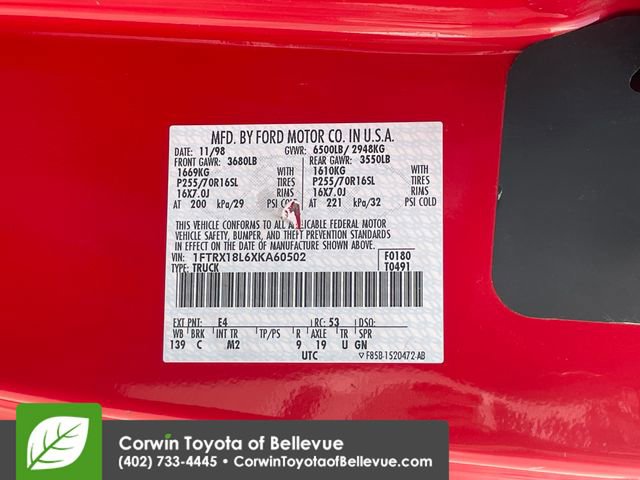 MFD. BY FORD MOTOR CO. IN U.S.A.
DATE: 11/98 GVWR: 6500LB/ 2948KG
FRONT GAWR: 3680LB REAR GAWR: 3550LB
1669KG WITH 1610KG WITH
P255/70R16SL TIRES P255/70R16SL TIRES
16X7.0J RIMS 16X7.0J RIMS
AT 200 kPa/29 PSI COLD AT 221 kPa/32 PSI COLD
THIS VEHICLE CONFORMS TO ALL APPLICABLE FEDERAL MOTOR
VEHICLE SAFETY, BUMPER, AND THEFT PREVENTION STANDARDS
IN EFFECT ON THE DATE OF MANUFACTURE SHOWN ABOVE.
VIN: 1FTRX18L6XKA60502 F0180
TYPE: TRUCK T0491
EXT PNT: E4 RC: 53 DSO:
WB BRK INT TR TP/PS R AXLE TR SPR
139 C M2 9 19 U GN
UTC ▽F85B-1520472-AB
Corwin Toyota of Bellevue
(402) 733-4445 • CorwinToyotaofBellevue.com